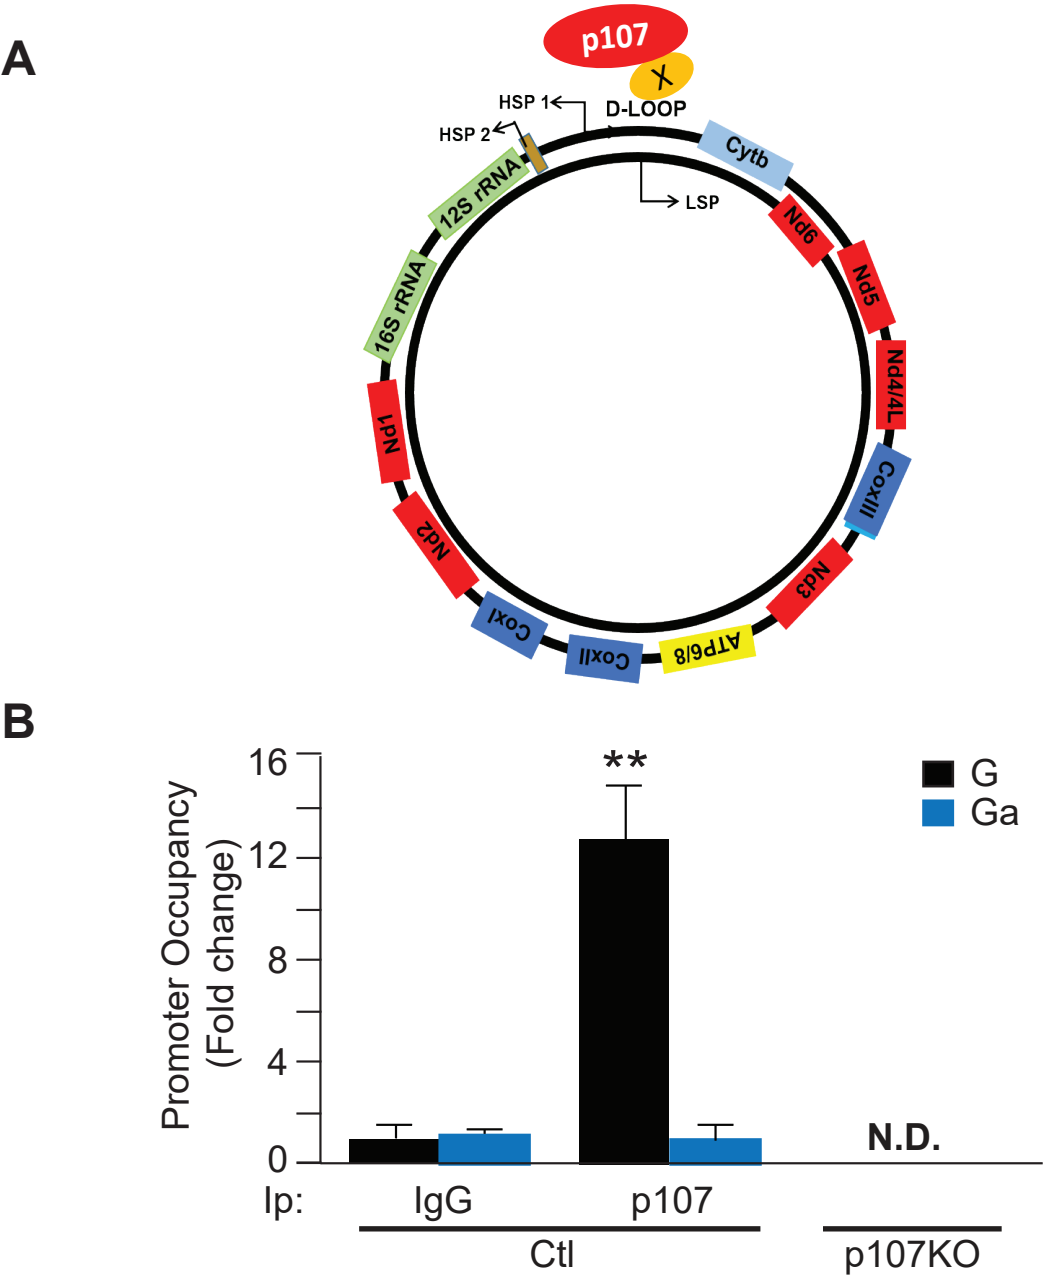 A
p107
X
HSP 1
D-LOOP
HSP 2
Cytb
12S rRNA
LSP
Nd6
16S rRNA
Nd5
Nd4/4L
Nd1
CoxIII
Nd2
Nd3
CoxI
CoxII
ATP6/8
B
Promoter Occupancy
(Fold change)
16
12
8
4
0
**
G
Ga
N.D.
Ip: IgG p107
Ctl p107KO